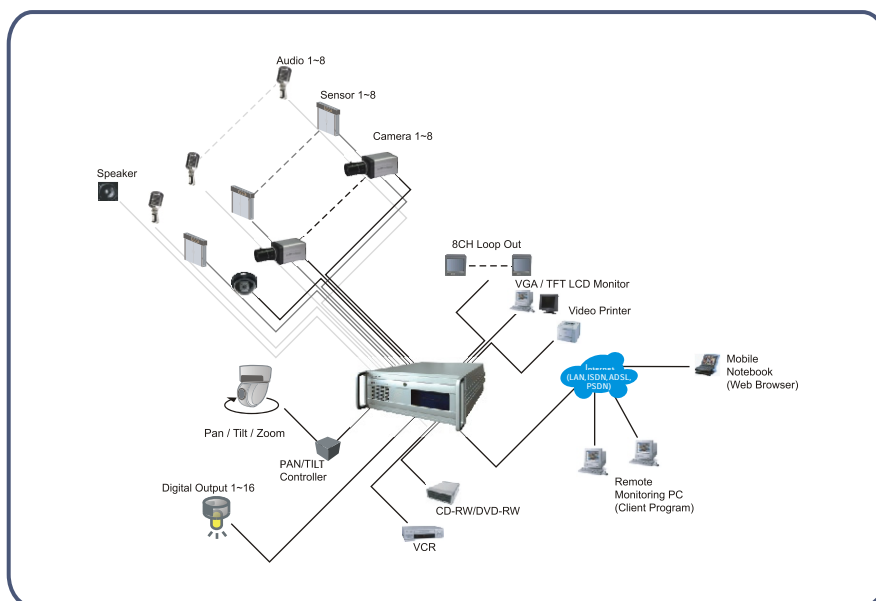 Audio 1~8
Sensor 1~8
Camera 1~8
Speaker
8CH Loop Out
VGA / TFT LCD Monitor
Video Printer
Internet
(LAN,ISDN,ADSL,
PSDN)
Mobile
Notebook
(Web Browser)
Pan / Tilt / Zoom
PAN/TILT
Controller
Digital Output 1~16
CD-RW/DVD-RW
VCR
Remote
Monitoring PC
(Client Program)